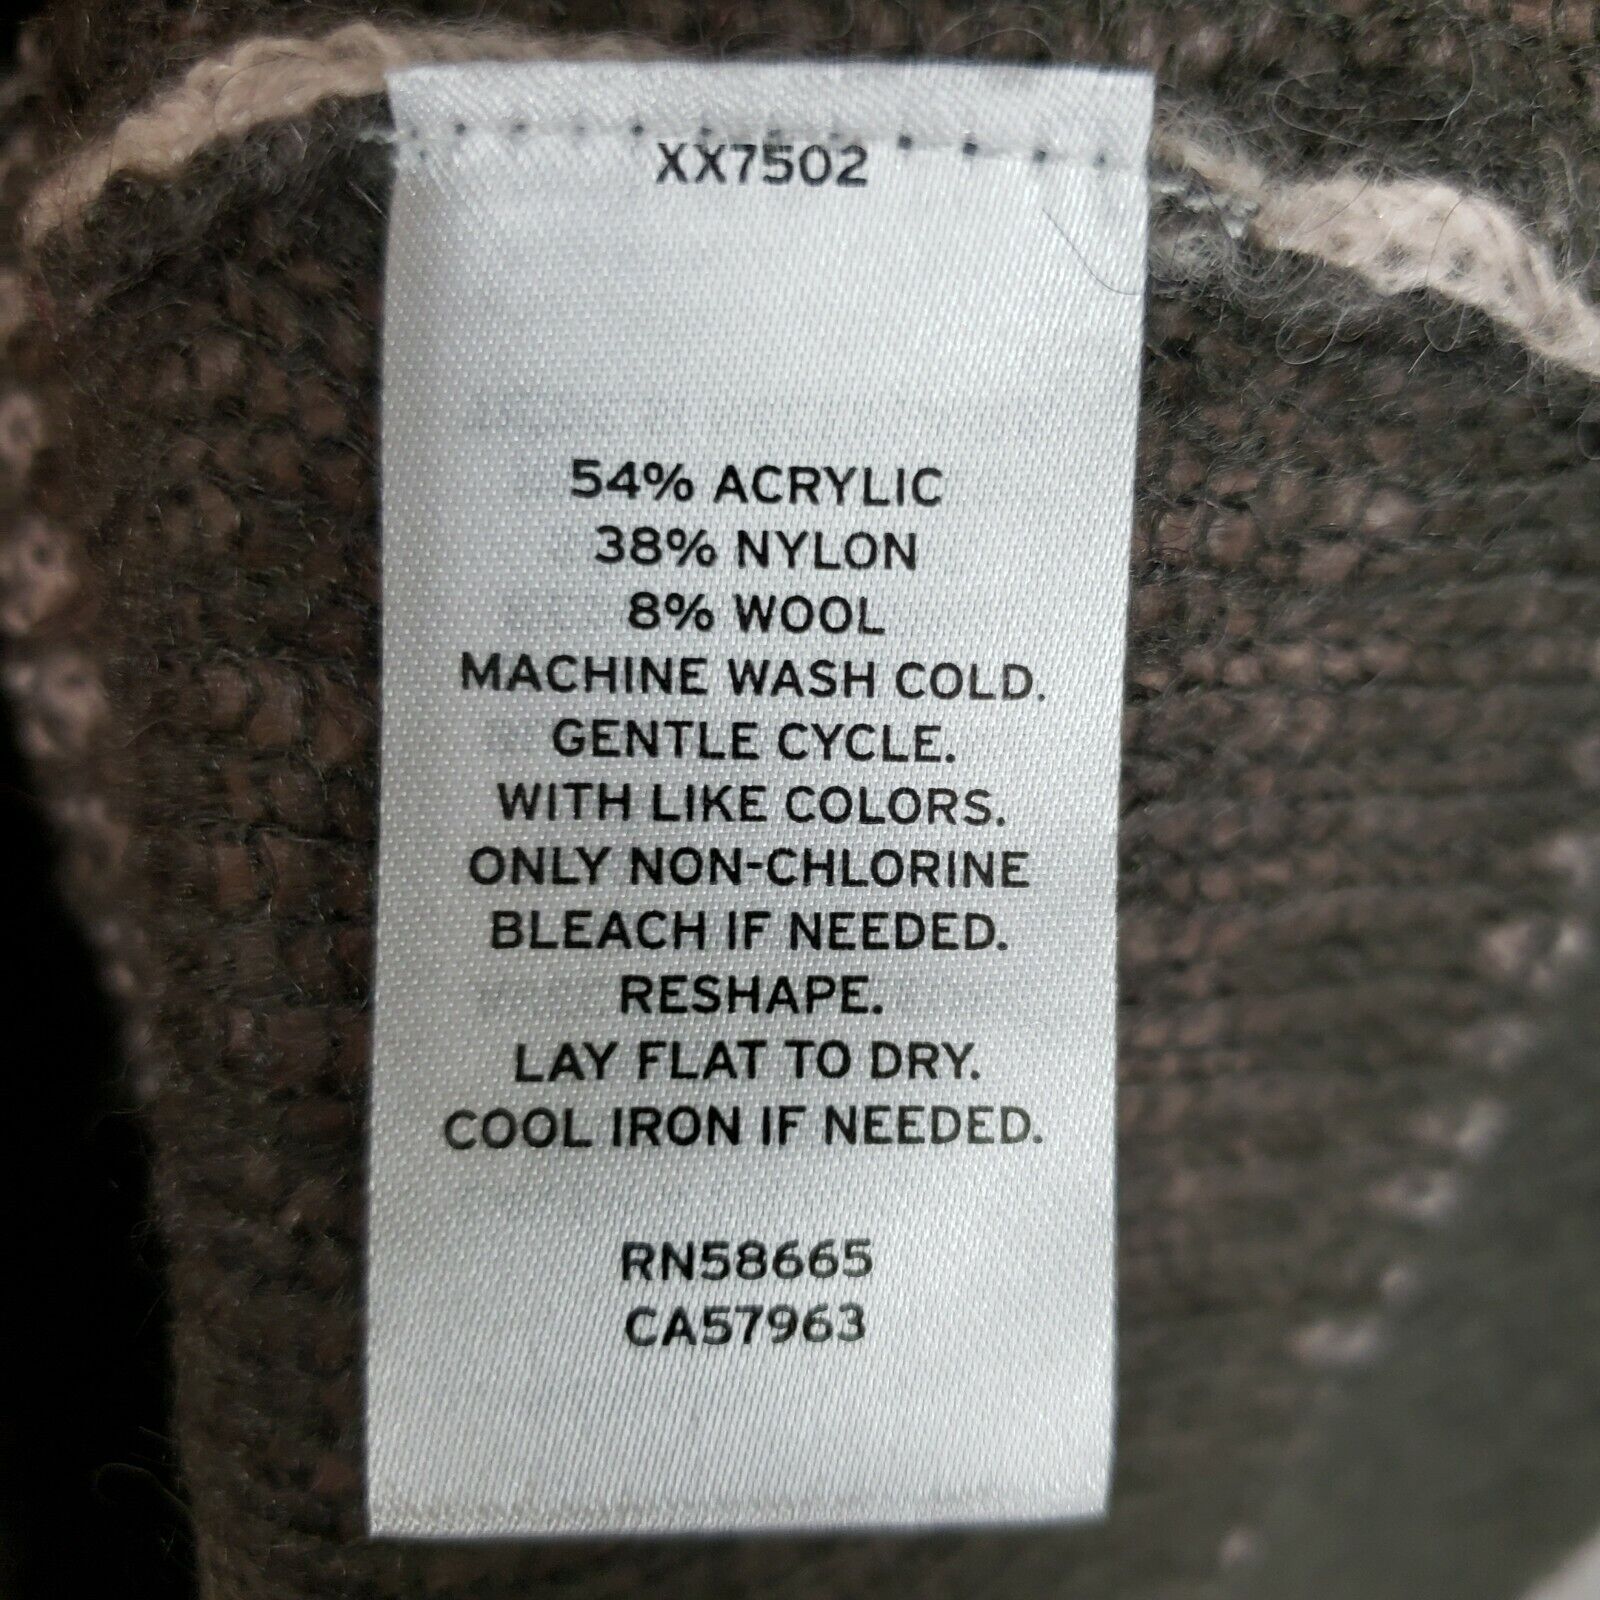 XX7502
54% ACRYLIC
38% NYLON
8% WOOL
MACHINE WASH COLD.
GENTLE CYCLE.
WITH LIKE COLORS.
ONLY NON-CHLORINE
BLEACH IF NEEDED.
RESHAPE.
LAY FLAT TO DRY.
COOL IRON IF NEEDED.
RN58665
CA57963